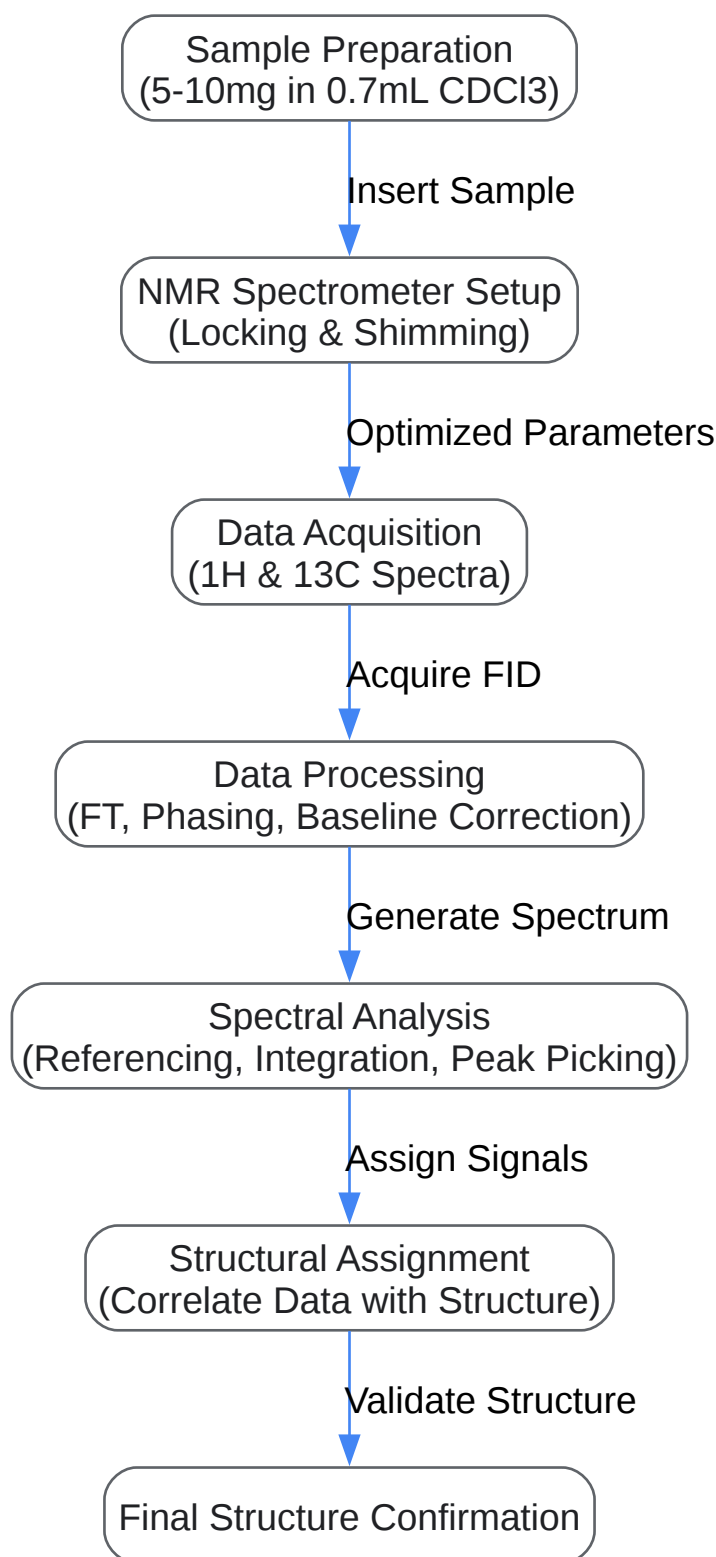 Sample Preparation
(5-10mg in 0.7mL CDCl3)
Insert Sample
NMR Spectrometer Setup
(Locking & Shimming)
Optimized Parameters
Data Acquisition
(1H & 13C Spectra)
Acquire FID
Data Processing
(FT, Phasing, Baseline Correction)
Generate Spectrum
Spectral Analysis
(Referencing, Integration, Peak Picking)
Assign Signals
Structural Assignment
(Correlate Data with Structure)
Validate Structure
Final Structure Confirmation